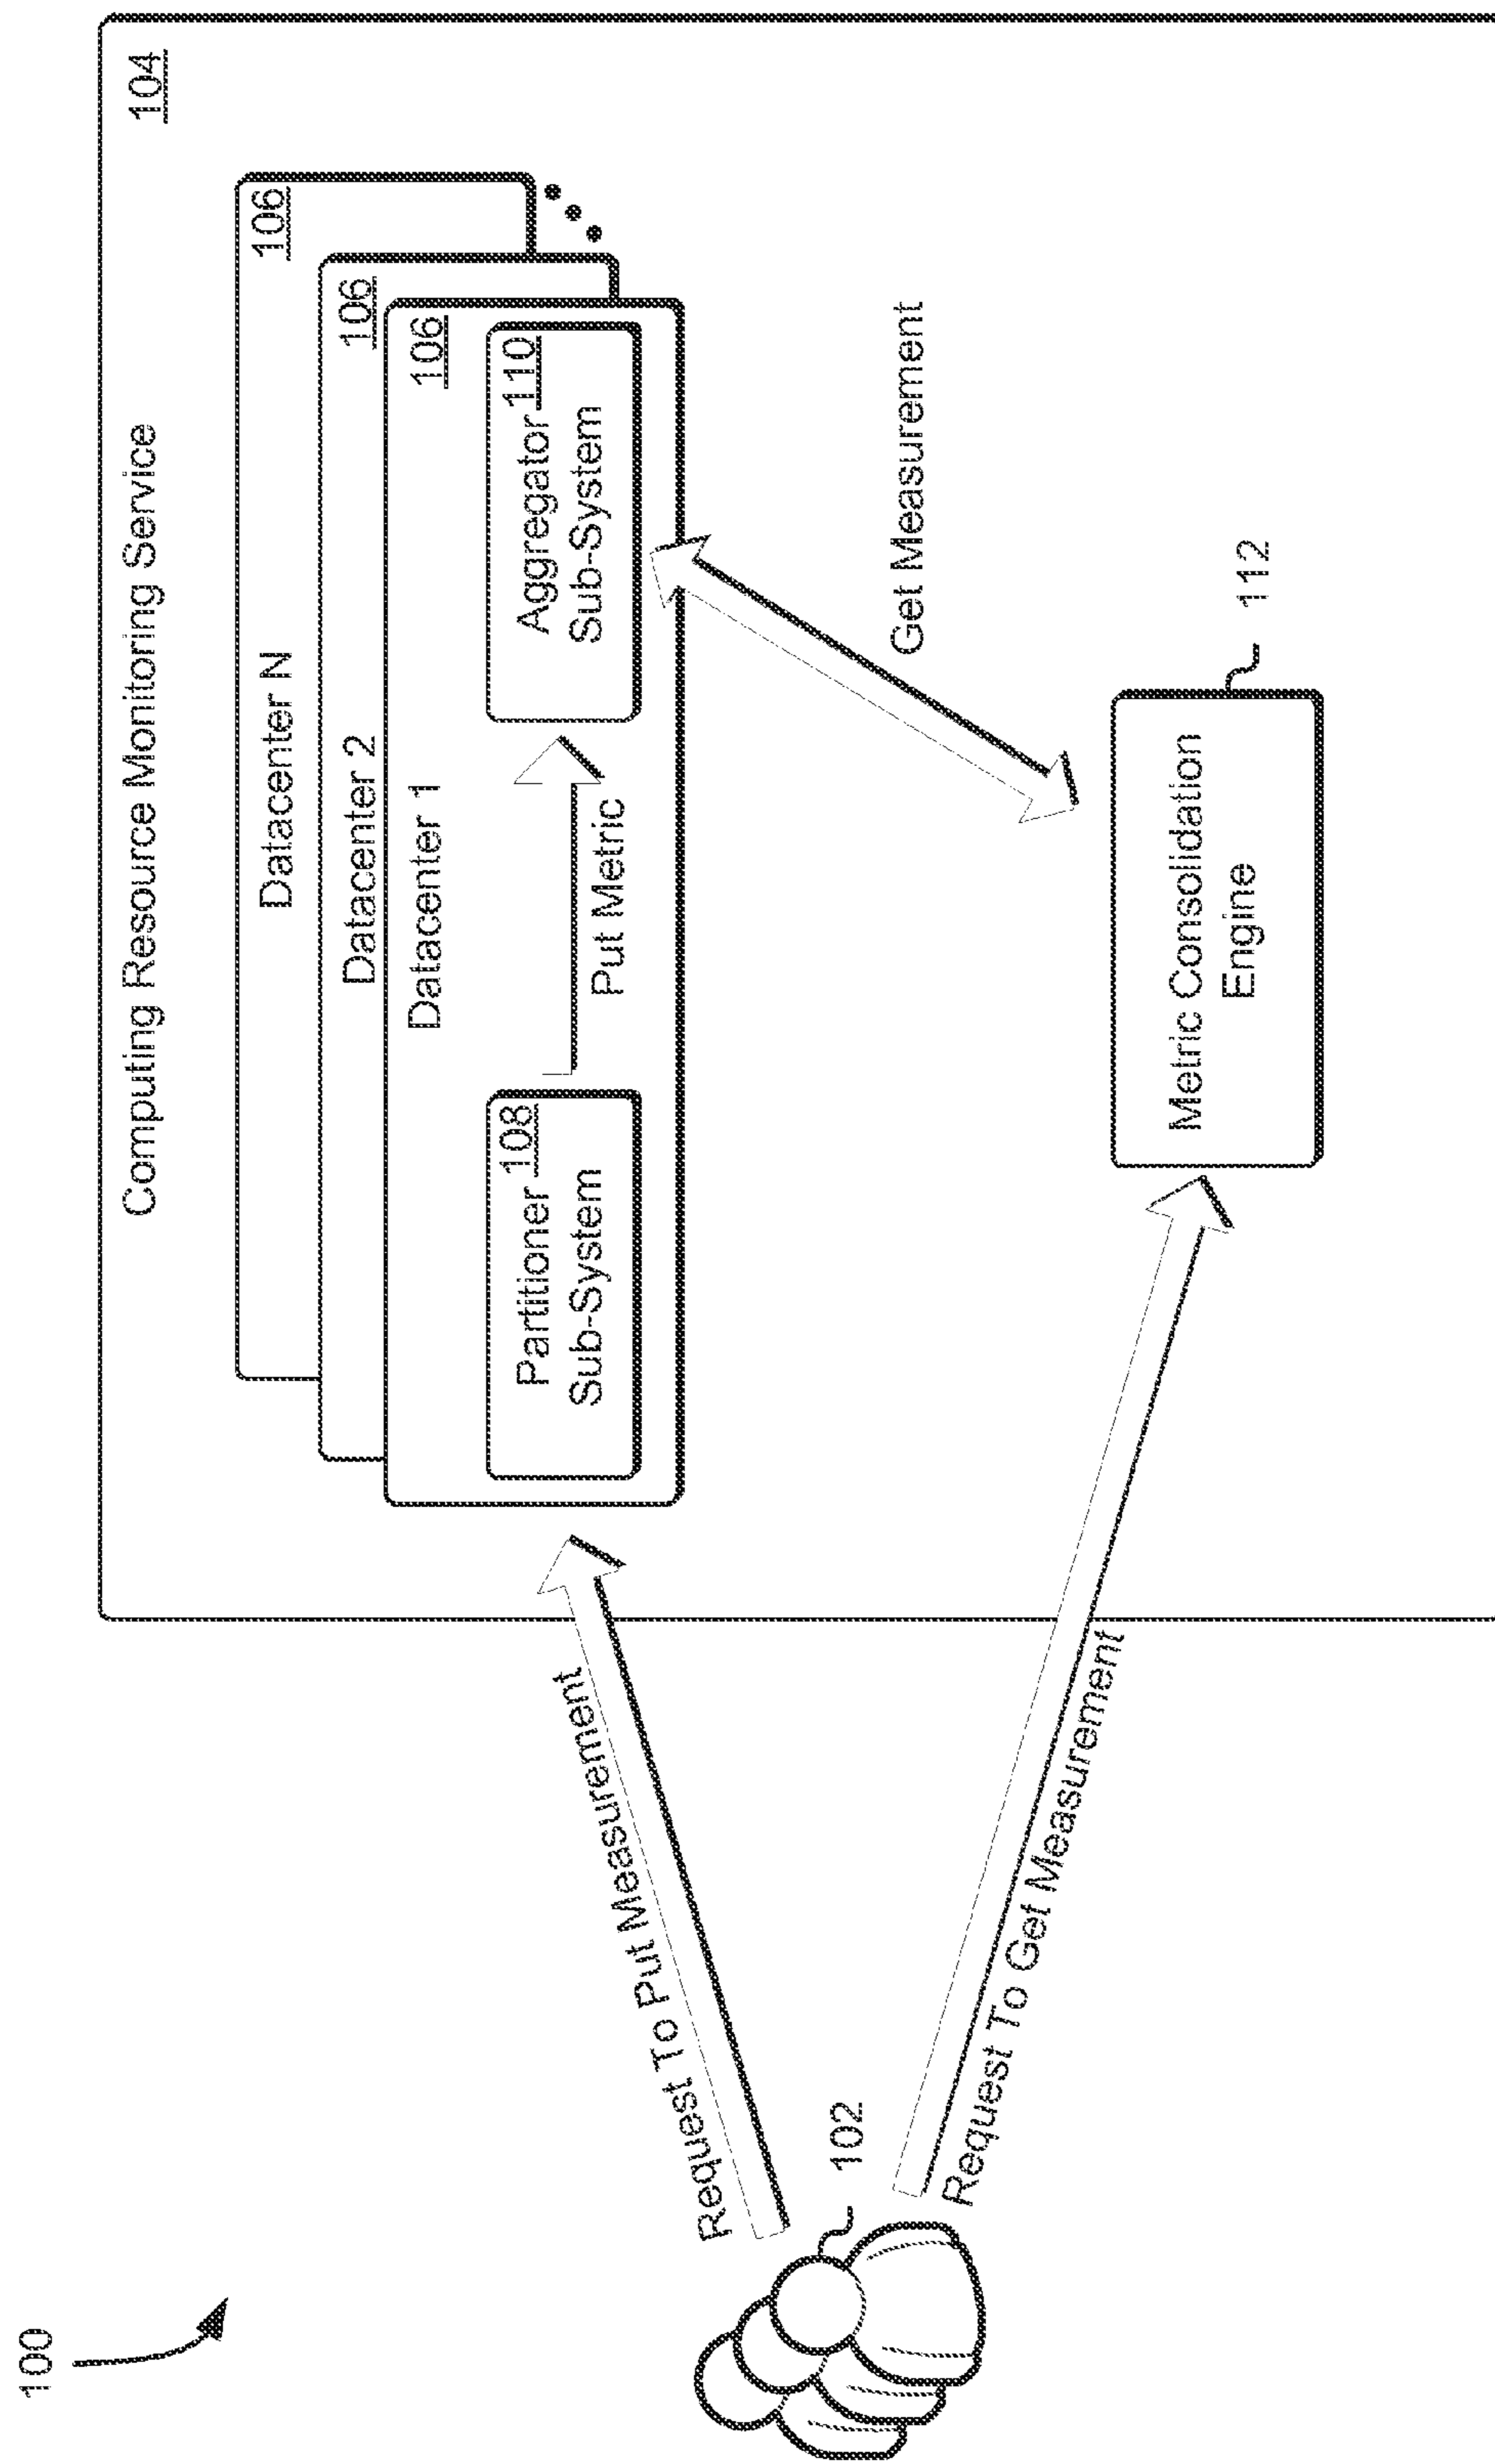 100
Computing Resource Monitoring Service
104
Datacenter N
106
Datacenter 2
106
Datacenter 1
106
Partitioner 108
Sub-System
Put Metric
Aggregator 110
Sub-System
Request To Put Measurement
102
Request To Get Measurement
Get Measurement
Metric Consolidation
Engine
112